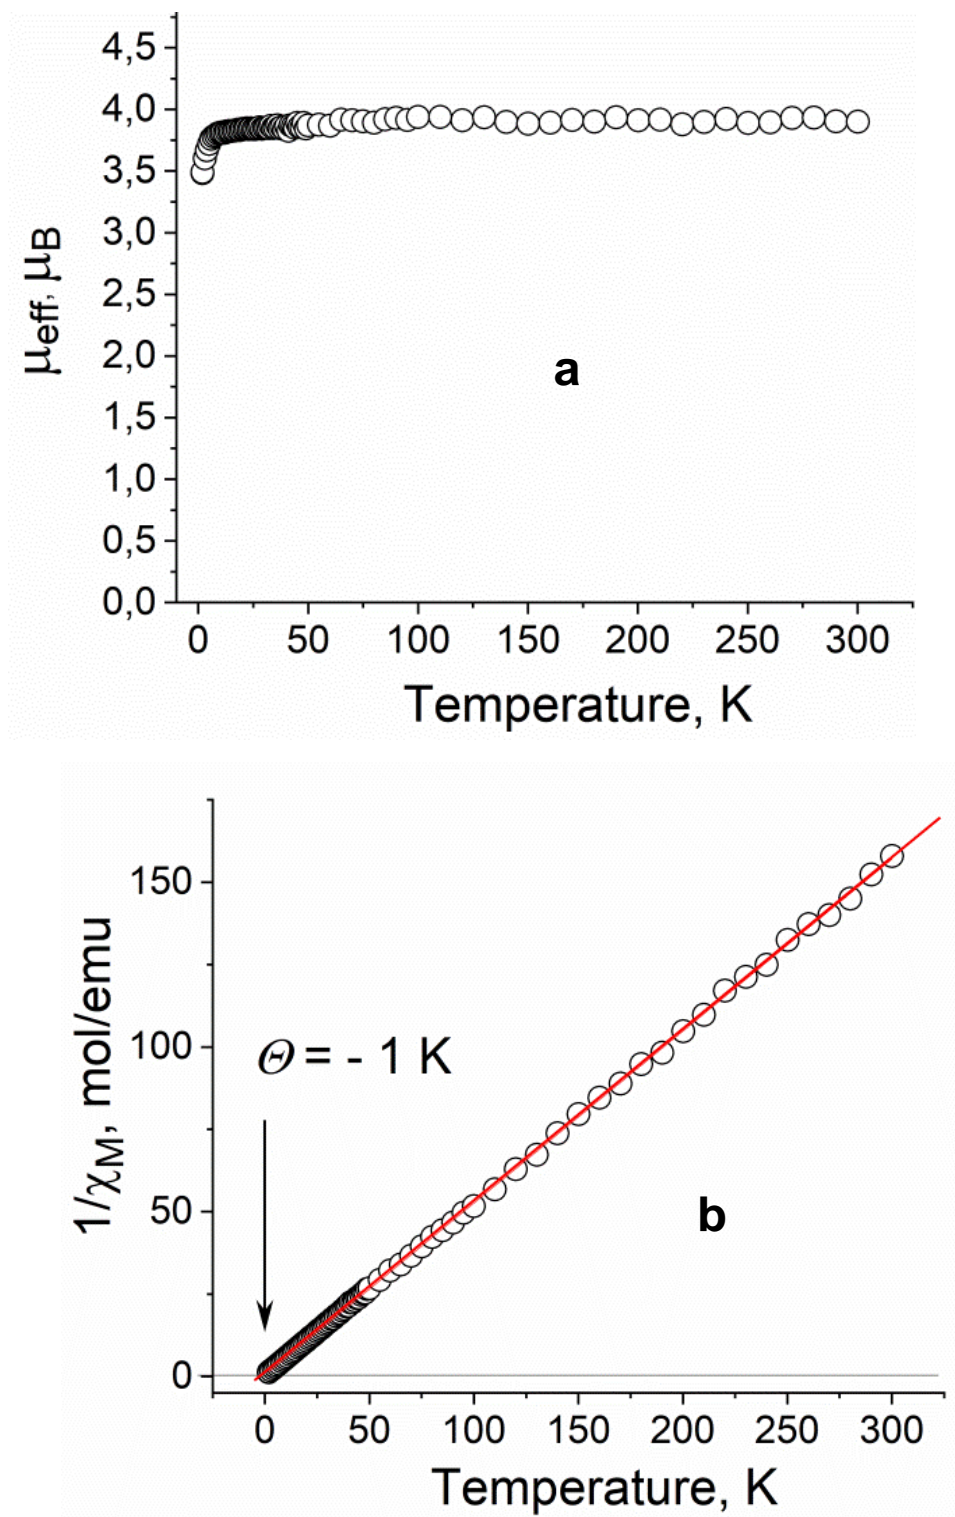 4,5
4,0
3,5
3,0
2,5
2,0
1,5
1,0
0,5
0,0
μeff, μB
a
0 50 100 150 200 250 300
Temperature, K
150
100
50
0
1/χM, mol/emu
Θ = - 1 K
b
0 50 100 150 200 250 300
Temperature, K